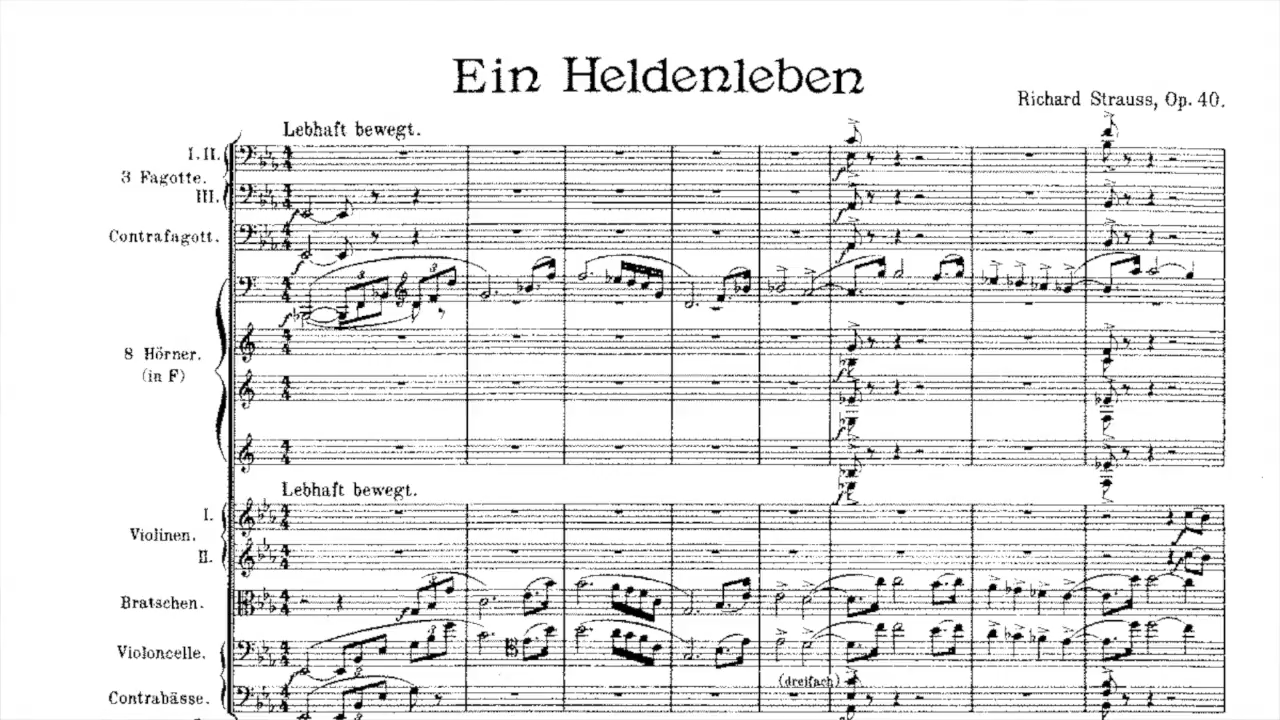 Ein Heldenleben
Richard Strauss, Op. 40.
Lebhaft bewegt.
I. II.
3 Fagotte.
III.
Contrafagott.
8 Hörner.
(in F)
Lebhaft bewegt.
I.
Violinen.
II.
Bratschen.
Violoncelle.
(dreifach)
Contrabässe.